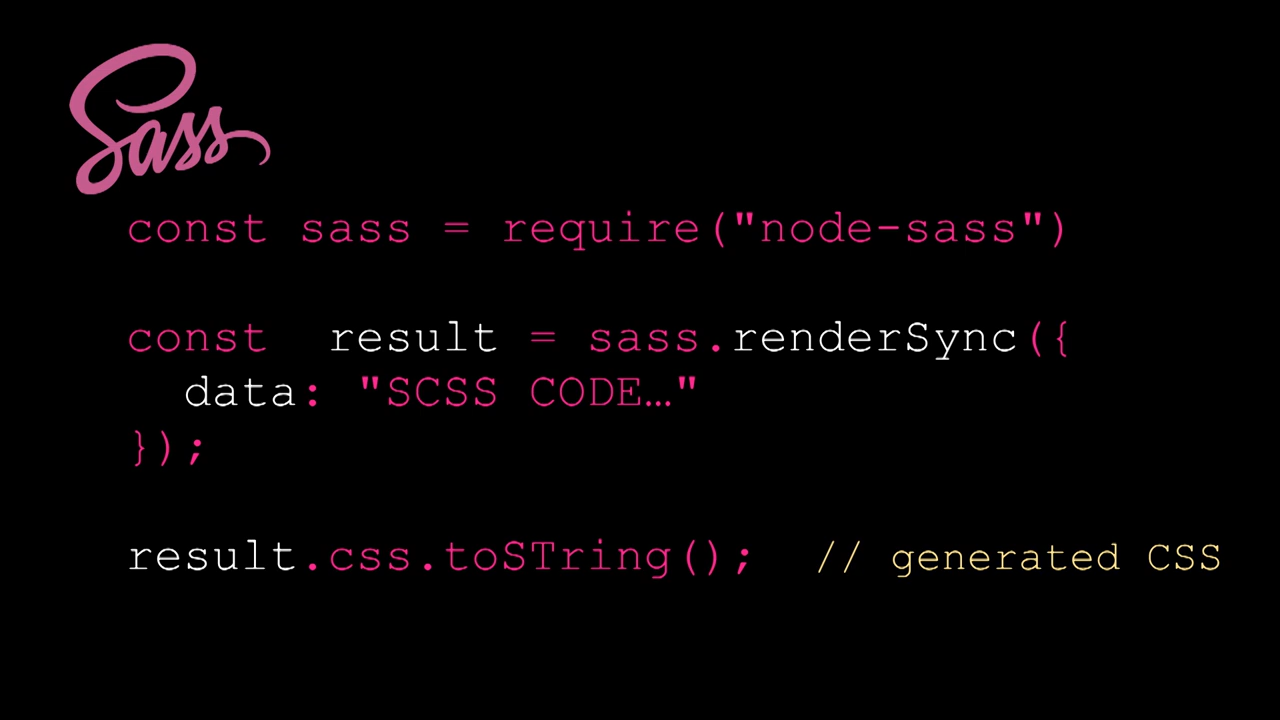 Sass
const sass = require("node-sass")
const  result = sass.renderSync({
  data: "SCSS CODE…"
});
result.css.toSTring();  // generated CSS